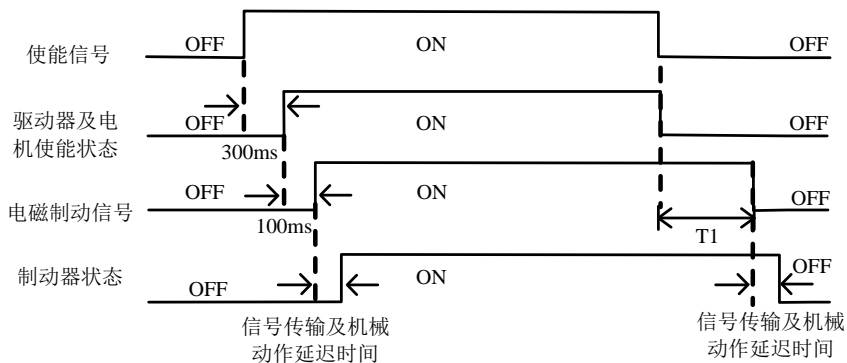 使能信号
OFF
ON
OFF
驱动器及电
机使能状态
OFF
ON
OFF
300ms
电磁制动信号
OFF
ON
OFF
100ms
T1
制动器状态
OFF
ON
OFF
信号传输及机械
动作延迟时间
信号传输及机械
动作延迟时间